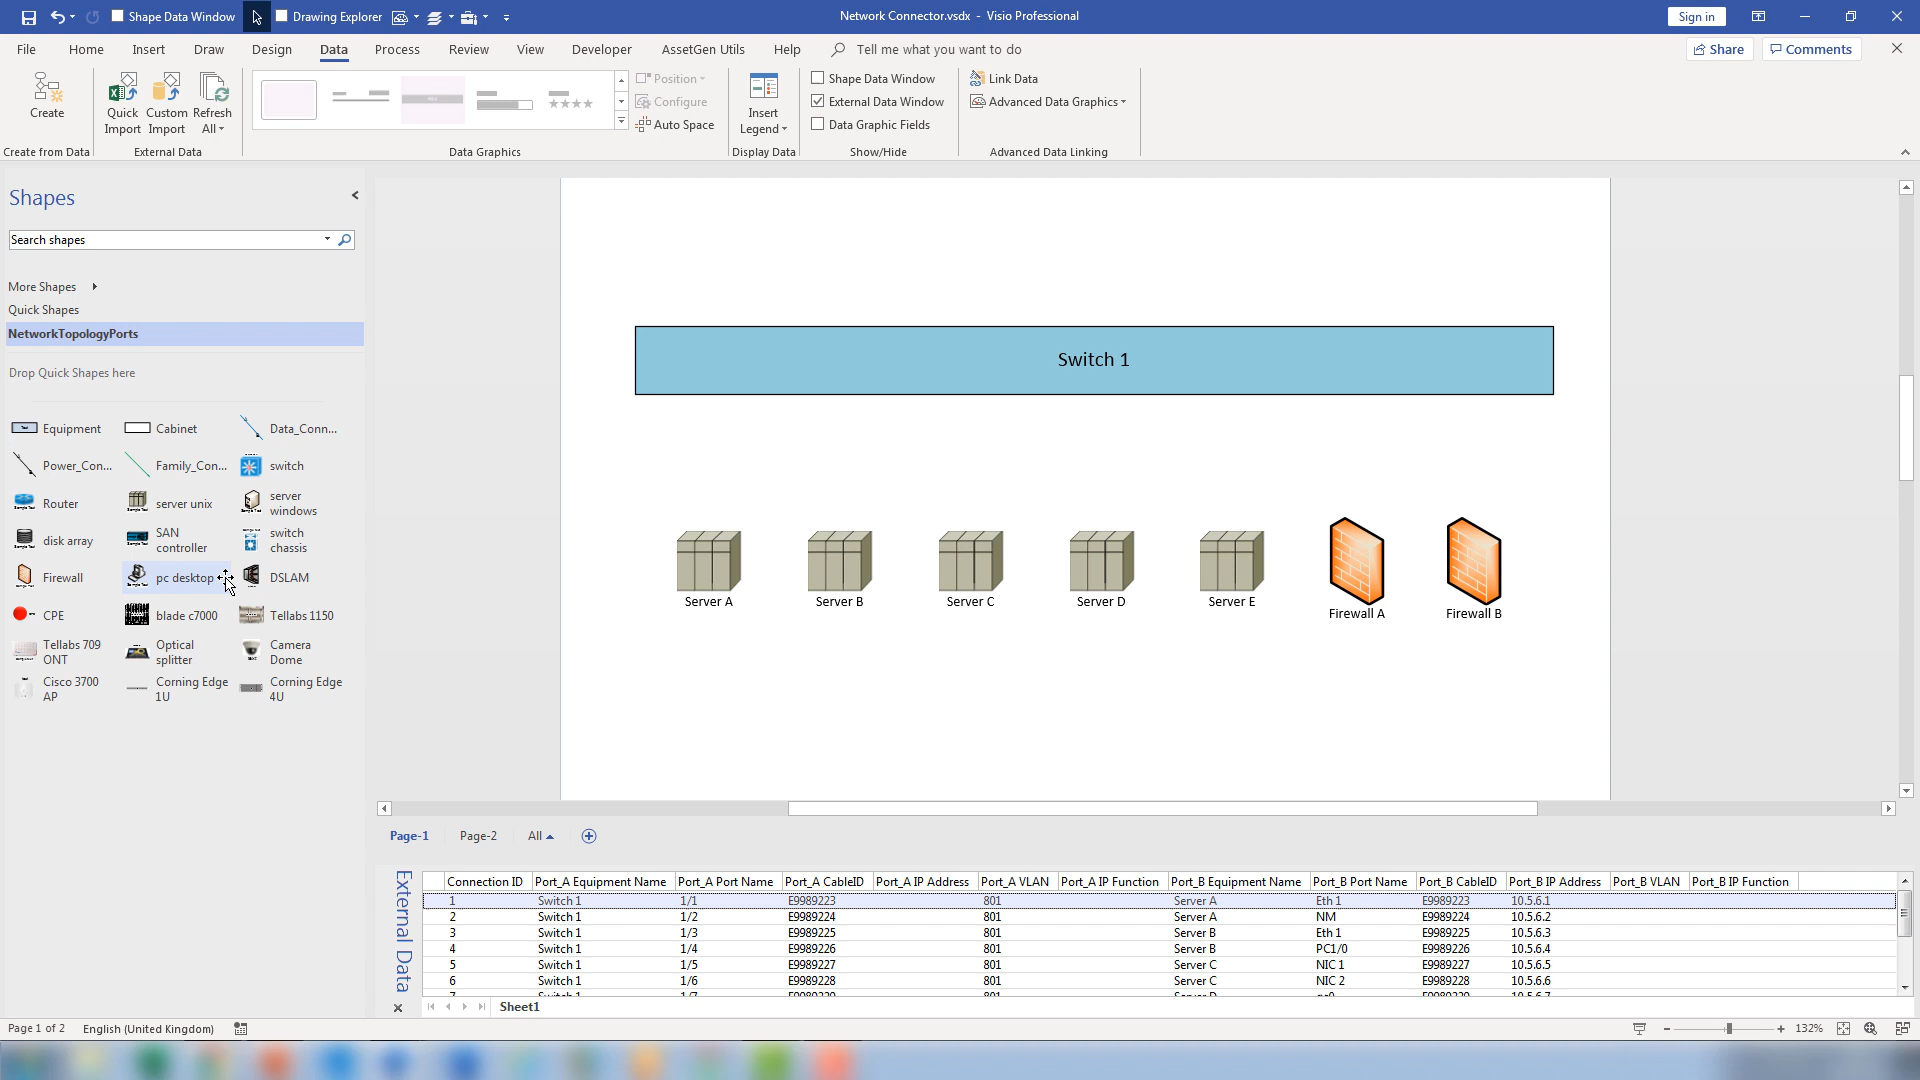 Shape Data Window Drawing Explorer Network Connector.vsdx - Visio Professional Sign in
File Home Insert Draw Design Data Process Review View Developer AssetGen Utils Help Tell me what you want to do Share Comments
Create
Quick Import
Custom Import
Refresh All
Position
Configure
Auto Space
Insert Legend
Shape Data Window
External Data Window
Data Graphic Fields
Link Data
Advanced Data Graphics
Create from Data External Data Data Graphics Display Data Show/Hide Advanced Data Linking
Shapes
Search shapes
More Shapes
Quick Shapes
NetworkTopologyPorts
Drop Quick Shapes here
Equipment Cabinet Data_Conn...
Power_Con... Family_Con... switch
Router server unix server windows
disk array SAN controller switch chassis
Firewall pc desktop DSLAM
CPE blade c7000 Tellabs 1150
Tellabs 709 ONT Optical splitter Camera Dome
Cisco 3700 AP Corning Edge 1U Corning Edge 4U
Switch 1
Server A Server B Server C Server D Server E Firewall A Firewall B
Page-1 Page-2 All
External Data
Connection ID Port_A Equipment Name Port_A Port Name Port_A CableID Port_A IP Address Port_A VLAN Port_A IP Function Port_B Equipment Name Port_B Port Name Port_B CableID Port_B IP Address Port_B VLAN Port_B IP Function
1 Switch 1 1/1 E9989223 801 Server A Eth 1 E9989223 10.5.6.1
2 Switch 1 1/2 E9989224 801 Server A NM E9989224 10.5.6.2
3 Switch 1 1/3 E9989225 801 Server B Eth 1 E9989225 10.5.6.3
4 Switch 1 1/4 E9989226 801 Server B PC1/0 E9989226 10.5.6.4
5 Switch 1 1/5 E9989227 801 Server C NIC 1 E9989227 10.5.6.5
6 Switch 1 1/6 E9989228 801 Server C NIC 2 E9989228 10.5.6.6
Sheet1
Page 1 of 2 English (United Kingdom) 132%